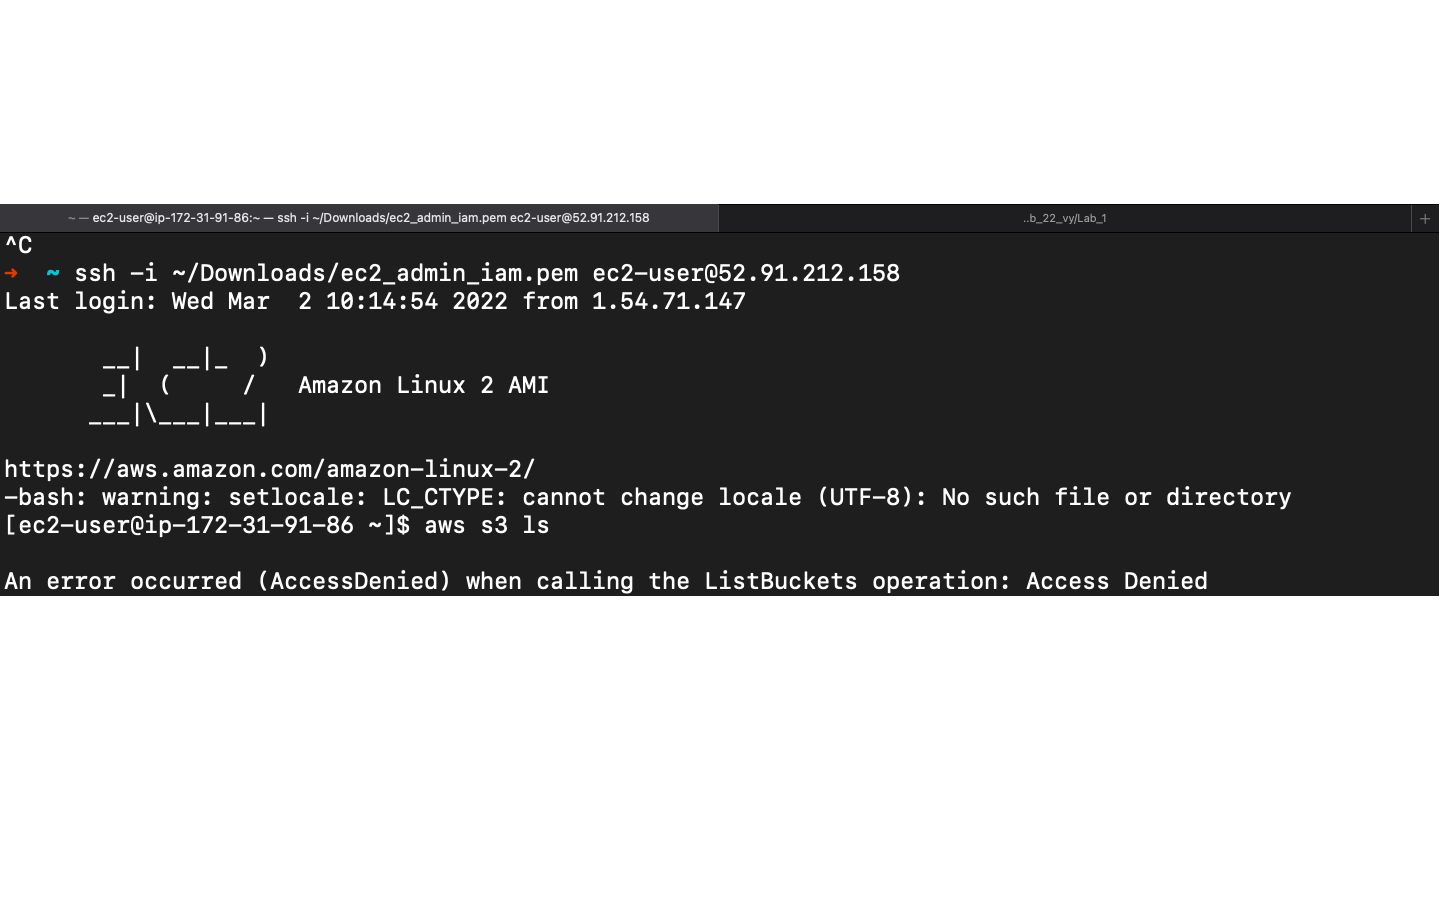 ~ — ec2-user@ip-172-31-91-86:~ — ssh -i ~/Downloads/ec2_admin_iam.pem ec2-user@52.91.212.158
..b_22_vy/Lab_1
+
^C
➜  ~ ssh -i ~/Downloads/ec2_admin_iam.pem ec2-user@52.91.212.158
Last login: Wed Mar  2 10:14:54 2022 from 1.54.71.147
       __|  __|_  )
       _|  (     /   Amazon Linux 2 AMI
      ___|\___|___|
https://aws.amazon.com/amazon-linux-2/
-bash: warning: setlocale: LC_CTYPE: cannot change locale (UTF-8): No such file or directory
[ec2-user@ip-172-31-91-86 ~]$ aws s3 ls
An error occurred (AccessDenied) when calling the ListBuckets operation: Access Denied